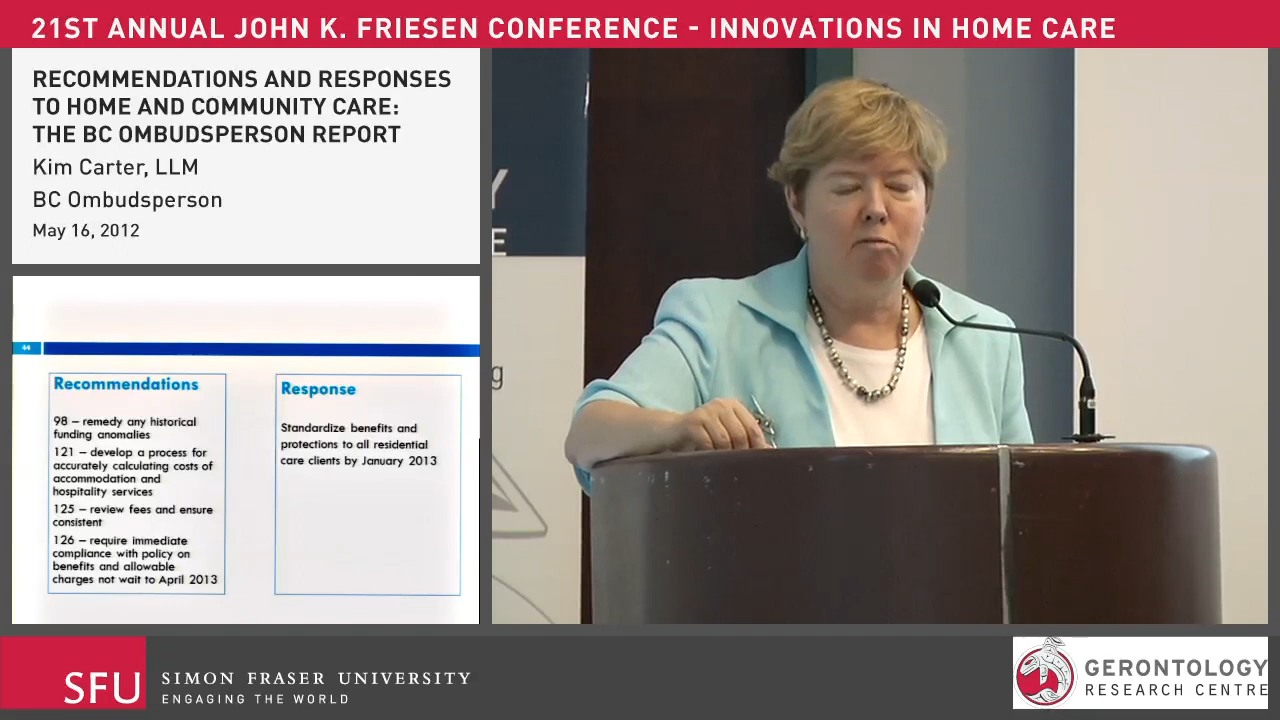 21ST ANNUAL JOHN K. FRIESEN CONFERENCE - INNOVATIONS IN HOME CARE
RECOMMENDATIONS AND RESPONSES
TO HOME AND COMMUNITY CARE:
THE BC OMBUDSPERSON REPORT
Kim Carter, LLM
BC Ombudsperson
May 16, 2012
44
Recommendations
98 – remedy any historical
funding anomalies
121 – develop a process for
accurately calculating costs of
accommodation and
hospitality services
125 – review fees and ensure
consistent
126 – require immediate
compliance with policy on
benefits and allowable
charges not wait to April 2013
Response
Standardize benefits and
protections to all residential
care clients by January 2013
Y
E
g
SFU
SIMON FRASER UNIVERSITY
ENGAGING THE WORLD
GERONTOLOGY
RESEARCH CENTRE